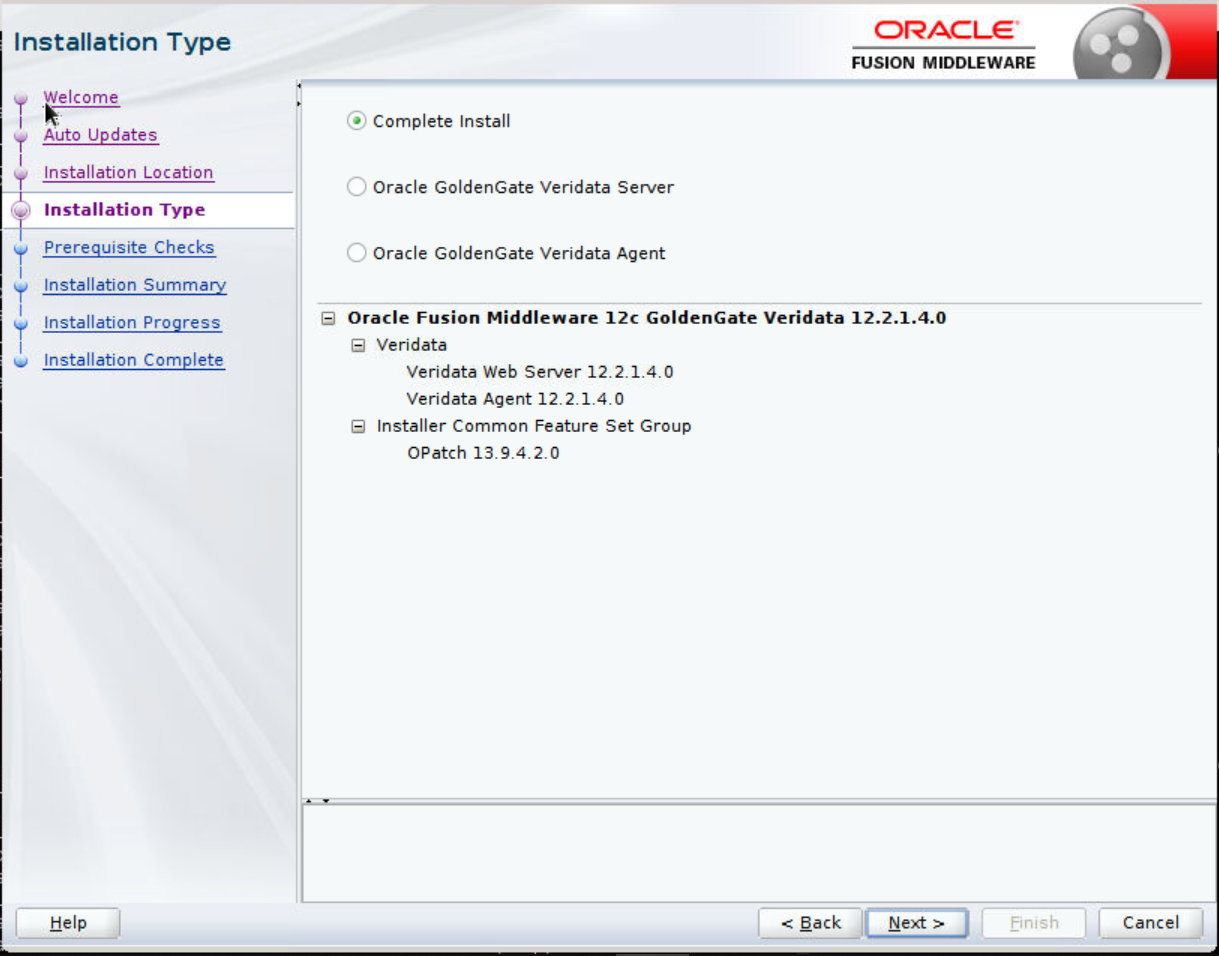 Installation Type
ORACLE
FUSION MIDDLEWARE
Welcome
Auto Updates
Installation Location
Installation Type
Prerequisite Checks
Installation Summary
Installation Progress
Installation Complete
Complete Install
Oracle GoldenGate Veridata Server
Oracle GoldenGate Veridata Agent
Oracle Fusion Middleware 12c GoldenGate Veridata 12.2.1.4.0
Veridata
Veridata Web Server 12.2.1.4.0
Veridata Agent 12.2.1.4.0
Installer Common Feature Set Group
OPatch 13.9.4.2.0
Help
< Back
Next >
Finish
Cancel